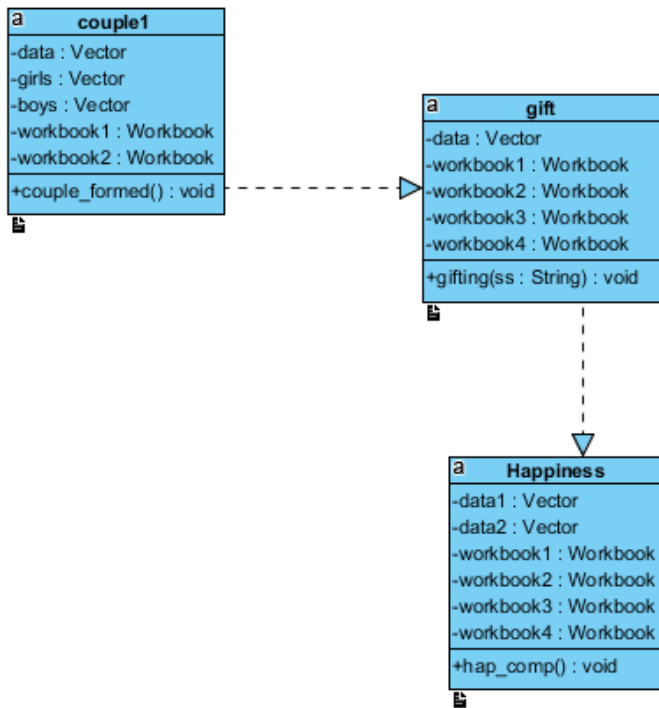 a
couple1
-data : Vector
-girls : Vector
-boys : Vector
-workbook1 : Workbook
-workbook2 : Workbook
+couple_formed() : void
a
gift
-data : Vector
-workbook1 : Workbook
-workbook2 : Workbook
-workbook3 : Workbook
-workbook4 : Workbook
+gifting(ss : String) : void
a
Happiness
-data1 : Vector
-data2 : Vector
-workbook1 : Workbook
-workbook2 : Workbook
-workbook3 : Workbook
-workbook4 : Workbook
+hap_comp() : void